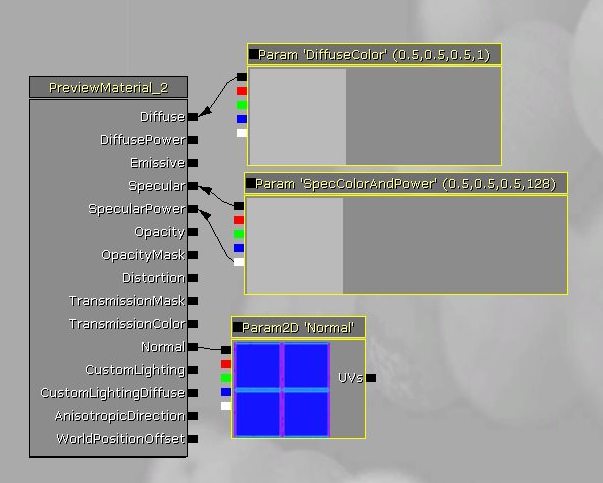 Param 'DiffuseColor' (0.5,0.5,0.5,1)
PreviewMaterial_2
Diffuse
DiffusePower
Emissive
Specular
SpecularPower
Opacity
OpacityMask
Distortion
TransmissionMask
TransmissionColor
Normal
CustomLighting
CustomLightingDiffuse
AnisotropicDirection
WorldPositionOffset
Param 'SpecColorAndPower' (0.5,0.5,0.5,128)
Param2D 'Normal'
UVs